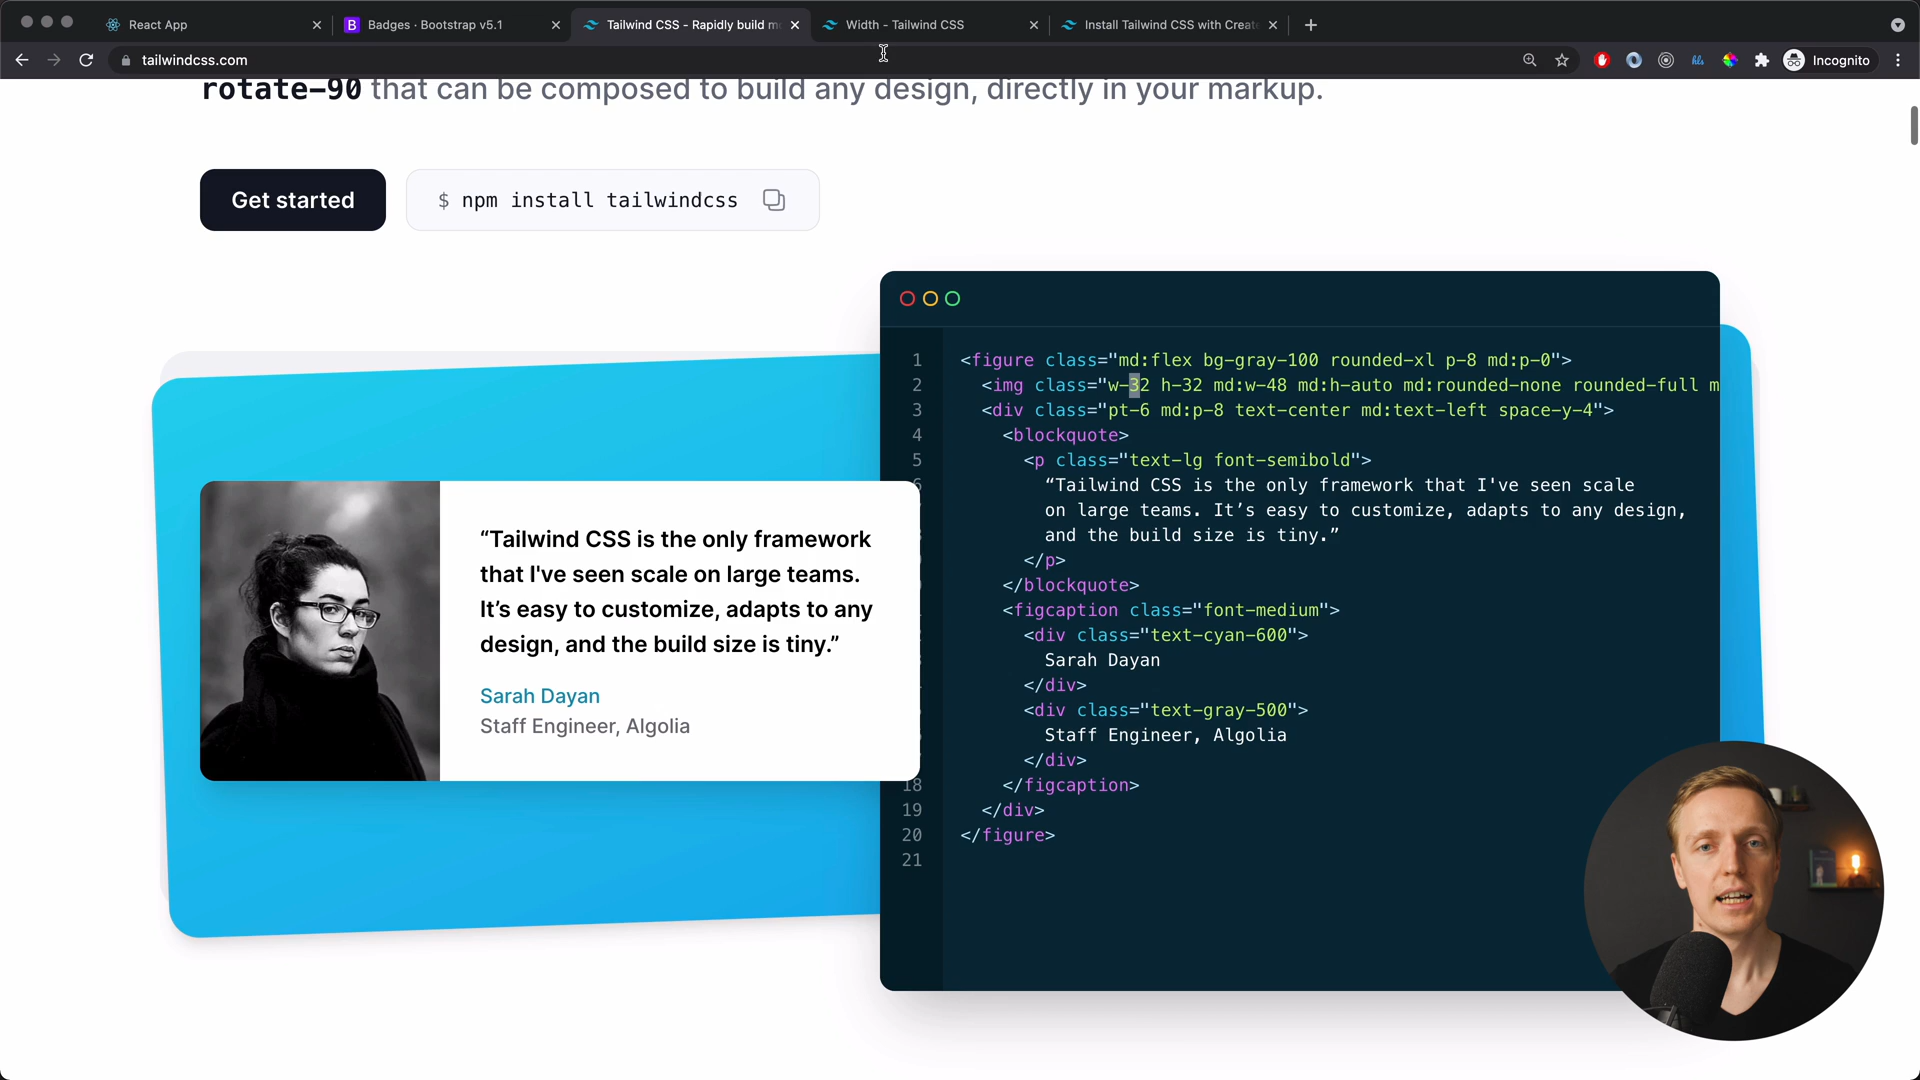 React App
Badges · Bootstrap v5.1
Tailwind CSS - Rapidly build m
Width - Tailwind CSS
Install Tailwind CSS with Create
tailwindcss.com
Incognito
rotate-90 that can be composed to build any design, directly in your markup.
Get started
$ npm install tailwindcss
1 <figure class="md:flex bg-gray-100 rounded-xl p-8 md:p-0">
2 <img class="w-32 h-32 md:w-48 md:h-auto md:rounded-none rounded-full m
3 <div class="pt-6 md:p-8 text-center md:text-left space-y-4">
4 <blockquote>
5 <p class="text-lg font-semibold">
6 “Tailwind CSS is the only framework that I've seen scale
on large teams. It’s easy to customize, adapts to any design,
and the build size is tiny.”
</p>
</blockquote>
<figcaption class="font-medium">
<div class="text-cyan-600">
Sarah Dayan
</div>
<div class="text-gray-500">
Staff Engineer, Algolia
</div>
18 </figcaption>
19 </div>
20 </figure>
21
“Tailwind CSS is the only framework
that I've seen scale on large teams.
It’s easy to customize, adapts to any
design, and the build size is tiny.”
Sarah Dayan
Staff Engineer, Algolia